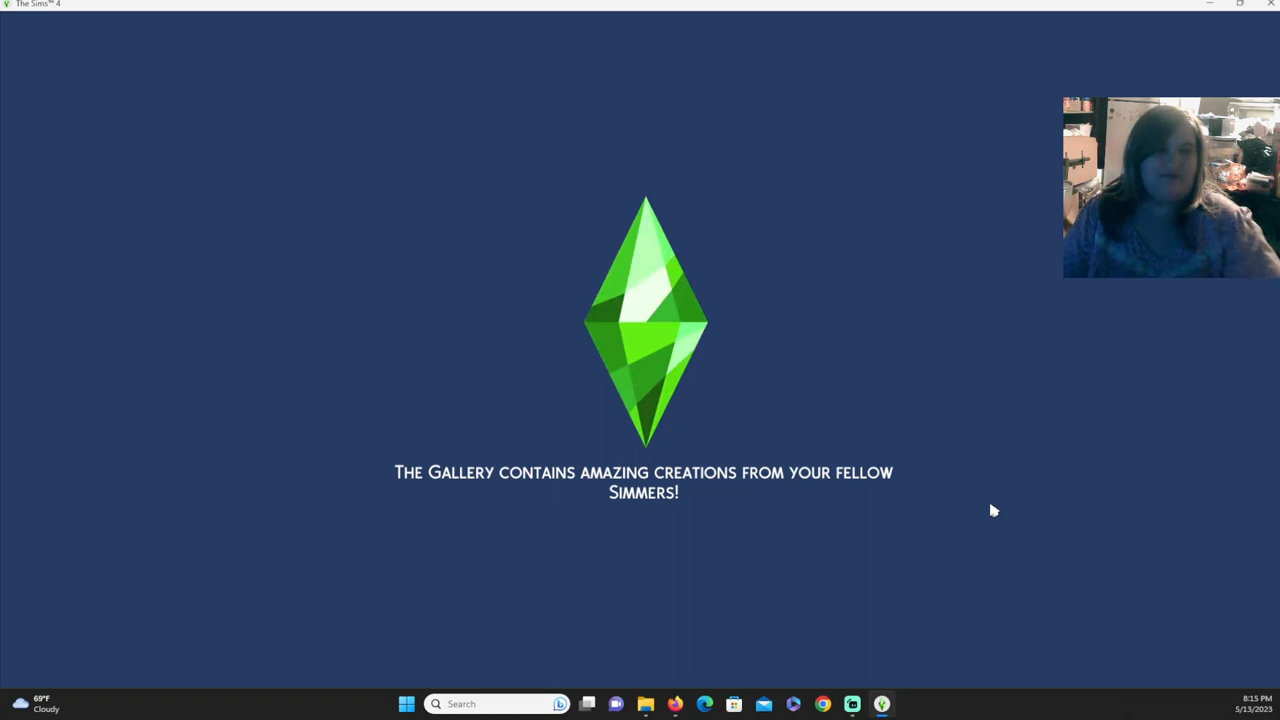 The Sims™ 4
THE GALLERY CONTAINS AMAZING CREATIONS FROM YOUR FELLOW
SIMMERS!
69°F
Cloudy
Search
8:15 PM
5/13/2023